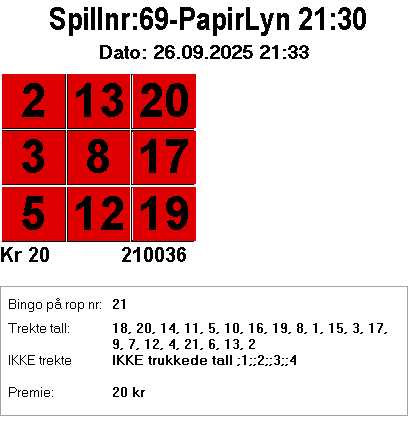 Spillnr:69-PapirLyn 21:30
Dato: 26.09.2025 21:33
2 13 20
3 8 17
5 12 19
Kr 20 210036
Bingo på rop nr: 21
Trekte tall: 18, 20, 14, 11, 5, 10, 16, 19, 8, 1, 15, 3, 17,
9, 7, 12, 4, 21, 6, 13, 2
IKKE trekte IKKE trukkede tall ;1;;2;;3;;4
Premie: 20 kr